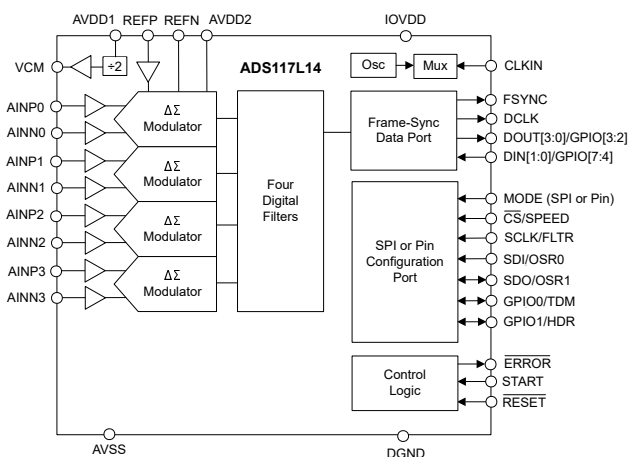 AVDD1 REFP REFN AVDD2 IOVDD
VCM
÷2
ADS117L14
Osc
Mux
CLKIN
AINP0
AINN0
AINP1
AINN1
AINP2
AINN2
AINP3
AINN3
ΔΣ
Modulator
ΔΣ
Modulator
ΔΣ
Modulator
ΔΣ
Modulator
Four
Digital
Filters
Frame-Sync
Data Port
FSYNC
DCLK
DOUT[3:0]/GPIO[3:2]
DIN[1:0]/GPIO[7:4]
SPI or Pin
Configuration
Port
MODE (SPI or Pin)
CS/SPEED
SCLK/FLTR
SDI/OSR0
SDO/OSR1
GPIO0/TDM
GPIO1/HDR
Control
Logic
ERROR
START
RESET
AVSS
DGND